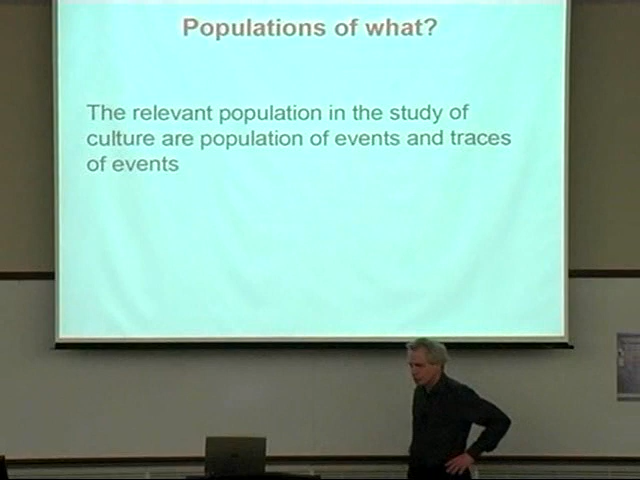 Populations of what?
The relevant population in the study of
culture are population of events and traces
of events